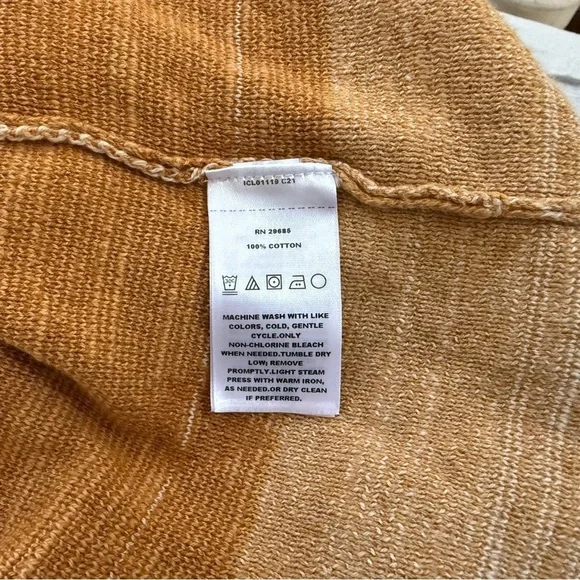 ICL01119 C21
RN 29685
100% COTTON
MACHINE WASH WITH LIKE
COLORS, COLD, GENTLE
CYCLE.ONLY
NON-CHLORINE BLEACH
WHEN NEEDED.TUMBLE DRY
LOW; REMOVE
PROMPTLY.LIGHT STEAM
PRESS WITH WARM IRON,
AS NEEDED.OR DRY CLEAN
IF PREFERRED.